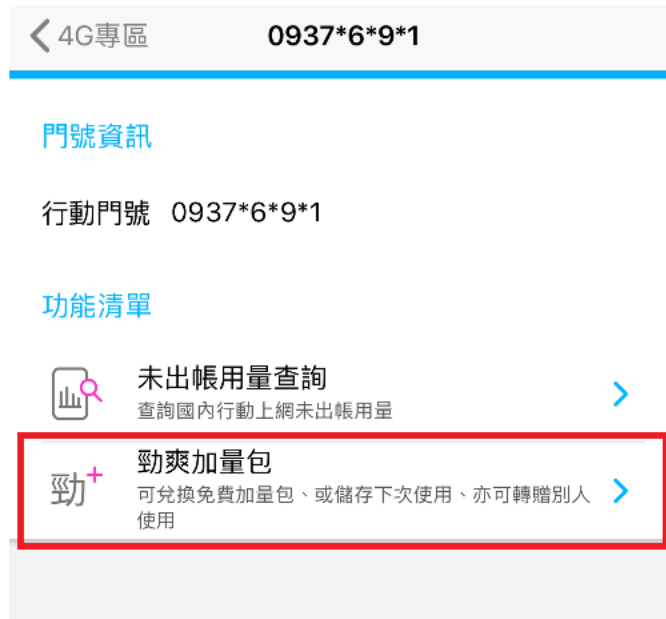 4G專區 0937*6*9*1
門號資訊
行動門號 0937*6*9*1
功能清單
未出帳用量查詢
查詢國內行動上網未出帳用量
勁+
勁爽加量包
可兌換免費加量包、或儲存下次使用、亦可轉贈別人
使用